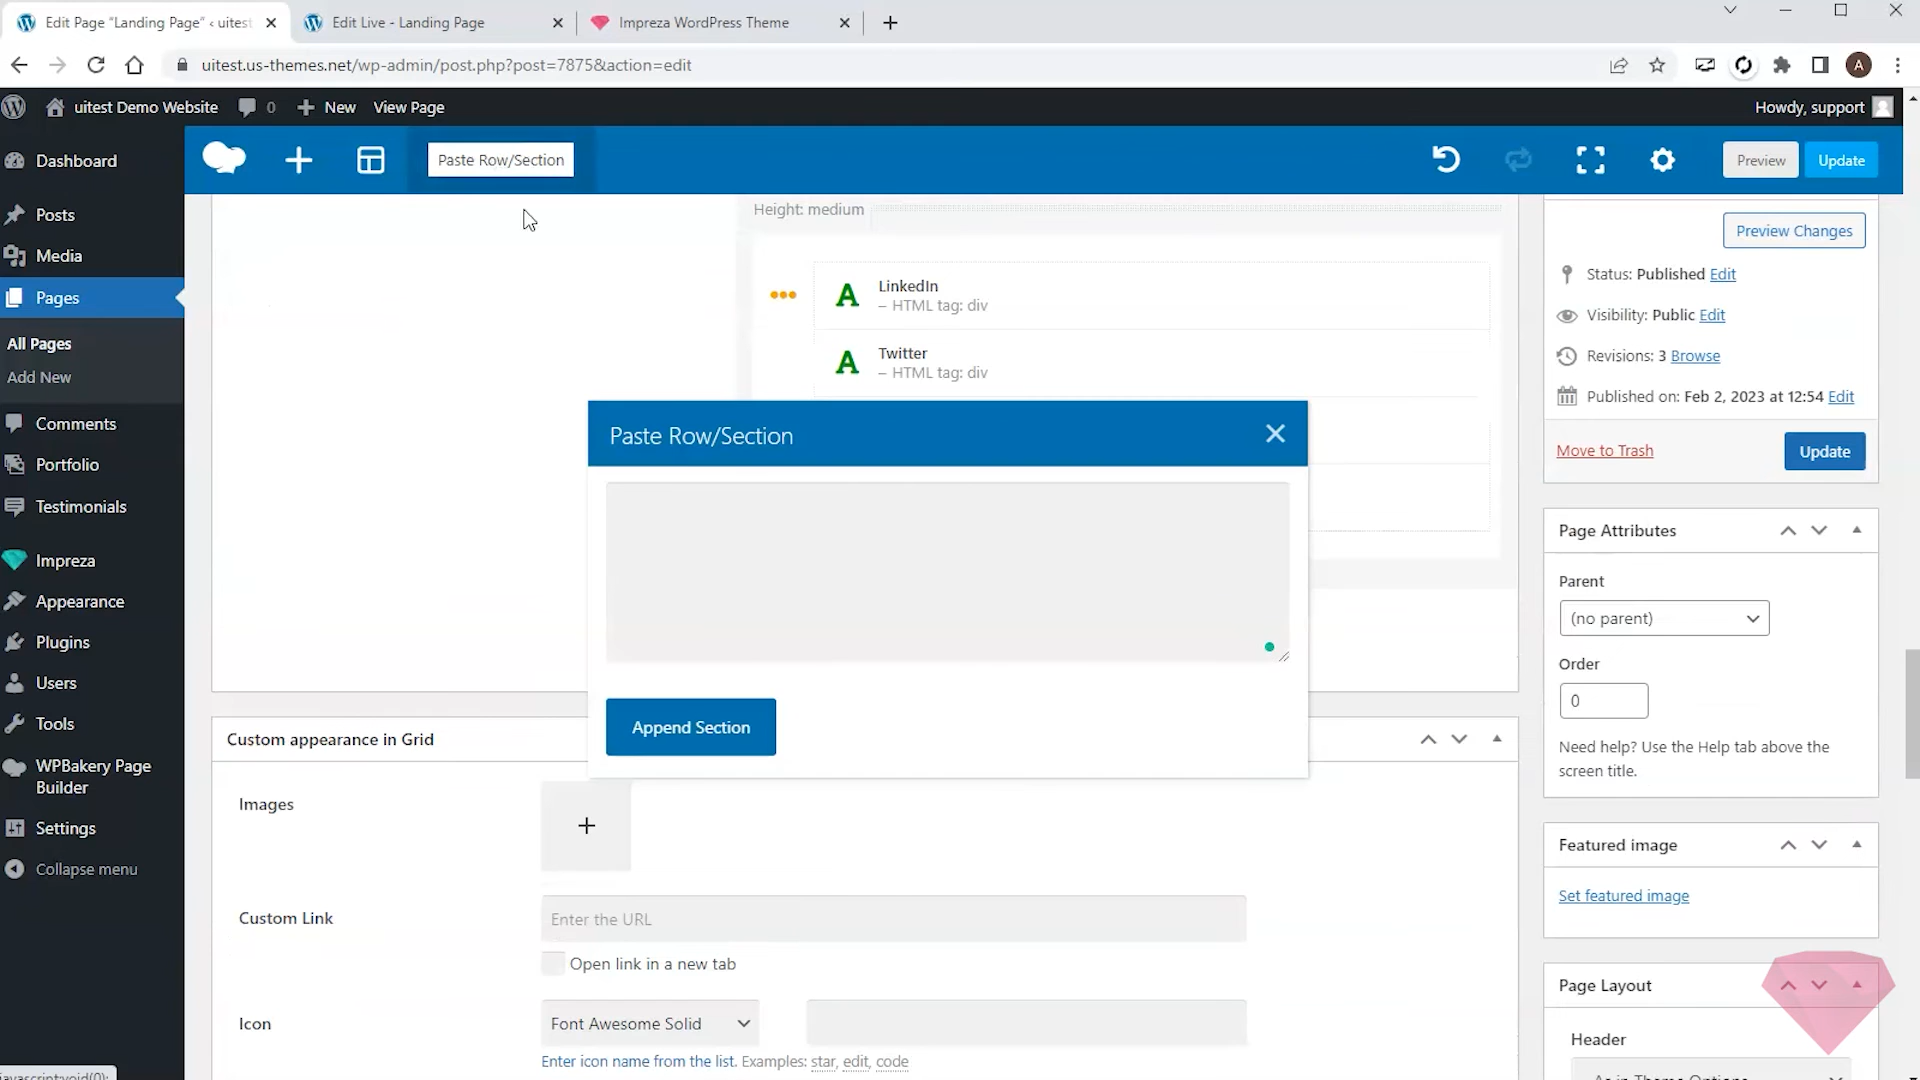 Edit Page "Landing Page" ‹ uitest
Edit Live - Landing Page
Impreza WordPress Theme
uitest.us-themes.net/wp-admin/post.php?post=7875&action=edit
A
uitest Demo Website
0
New
View Page
Howdy, support
Dashboard
Posts
Media
Pages
All Pages
Add New
Comments
Portfolio
Testimonials
Impreza
Appearance
Plugins
Users
Tools
WPBakery Page
Builder
Settings
Collapse menu
Paste Row/Section
Preview
Update
Height: medium
A
LinkedIn
– HTML tag: div
A
Twitter
– HTML tag: div
Paste Row/Section
Append Section
Custom appearance in Grid
Images
Custom Link
Enter the URL
Open link in a new tab
Icon
Font Awesome Solid
Enter icon name from the list. Examples: star, edit, code
Preview Changes
Status: Published Edit
Visibility: Public Edit
Revisions: 3 Browse
Published on: Feb 2, 2023 at 12:54 Edit
Move to Trash
Update
Page Attributes
Parent
(no parent)
Order
0
Need help? Use the Help tab above the
screen title.
Featured image
Set featured image
Page Layout
Header
As in Theme Options
javascript:void(0);